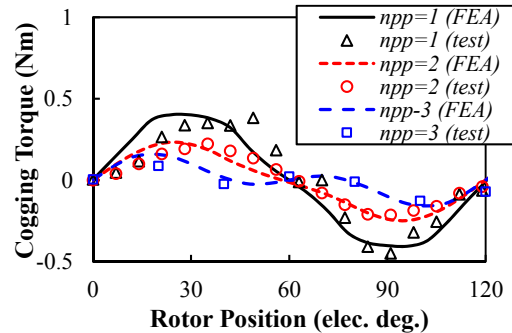 npp=1 (FEA)
npp=1 (test)
npp=2 (FEA)
npp=2 (test)
npp-3 (FEA)
npp=3 (test)
Cogging Torque (Nm)
1
0.5
0
-0.5
0
30
60
90
120
Rotor Position (elec. deg.)